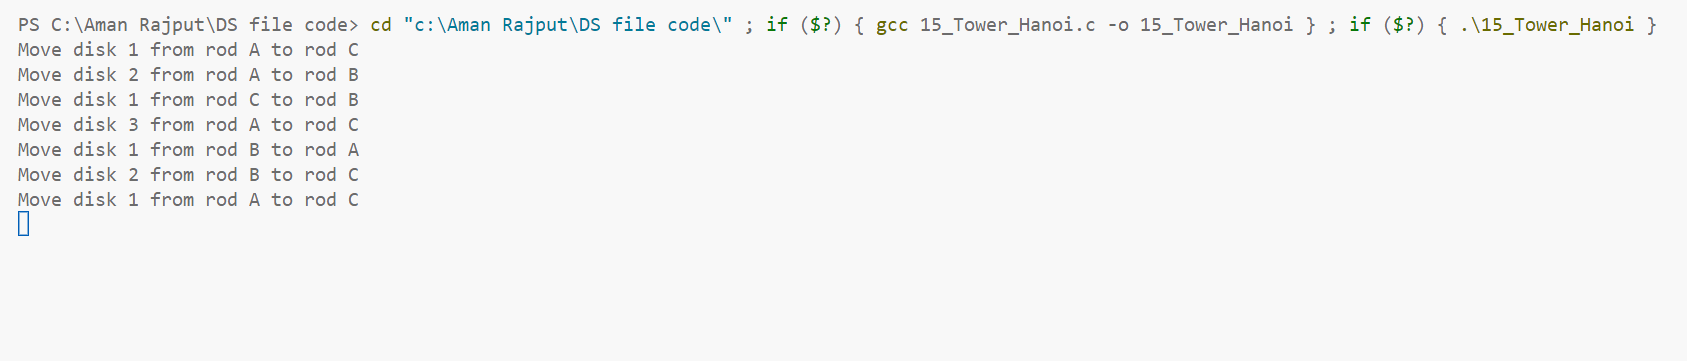 PS C:\Aman Rajput\DS file code> cd "c:\Aman Rajput\DS file code\" ; if ($?) { gcc 15_Tower_Hanoi.c -o 15_Tower_Hanoi } ; if ($?) { .\15_Tower_Hanoi }
Move disk 1 from rod A to rod C
Move disk 2 from rod A to rod B
Move disk 1 from rod C to rod B
Move disk 3 from rod A to rod C
Move disk 1 from rod B to rod A
Move disk 2 from rod B to rod C
Move disk 1 from rod A to rod C